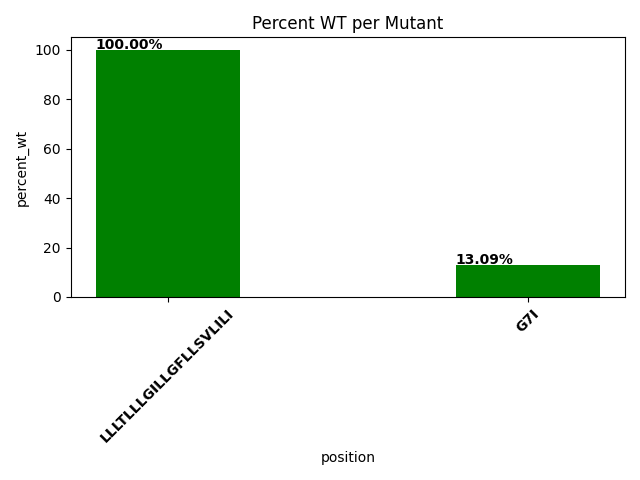 Percent WT per Mutant
percent_wt
100
80
60
40
20
0
100.00%
13.09%
LLLTLLLGILLGFLLSVLILI
G7I
position